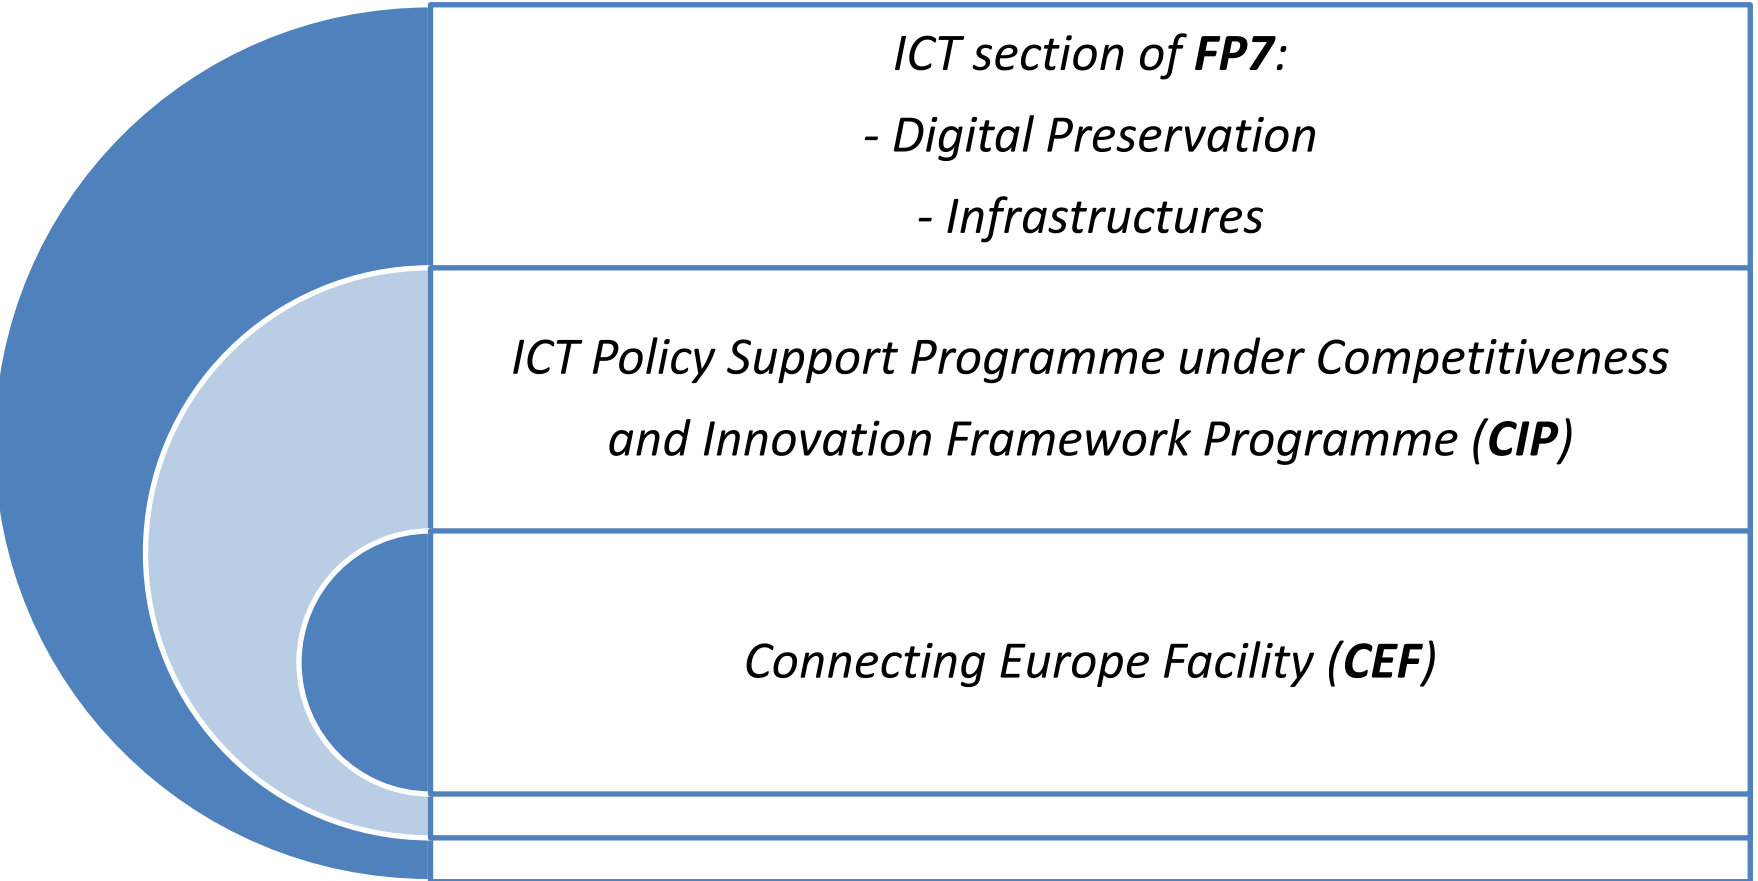 ICT section of FP7:
- Digital Preservation
- Infrastructures
ICT Policy Support Programme under Competitiveness
and Innovation Framework Programme (CIP)
Connecting Europe Facility (CEF)